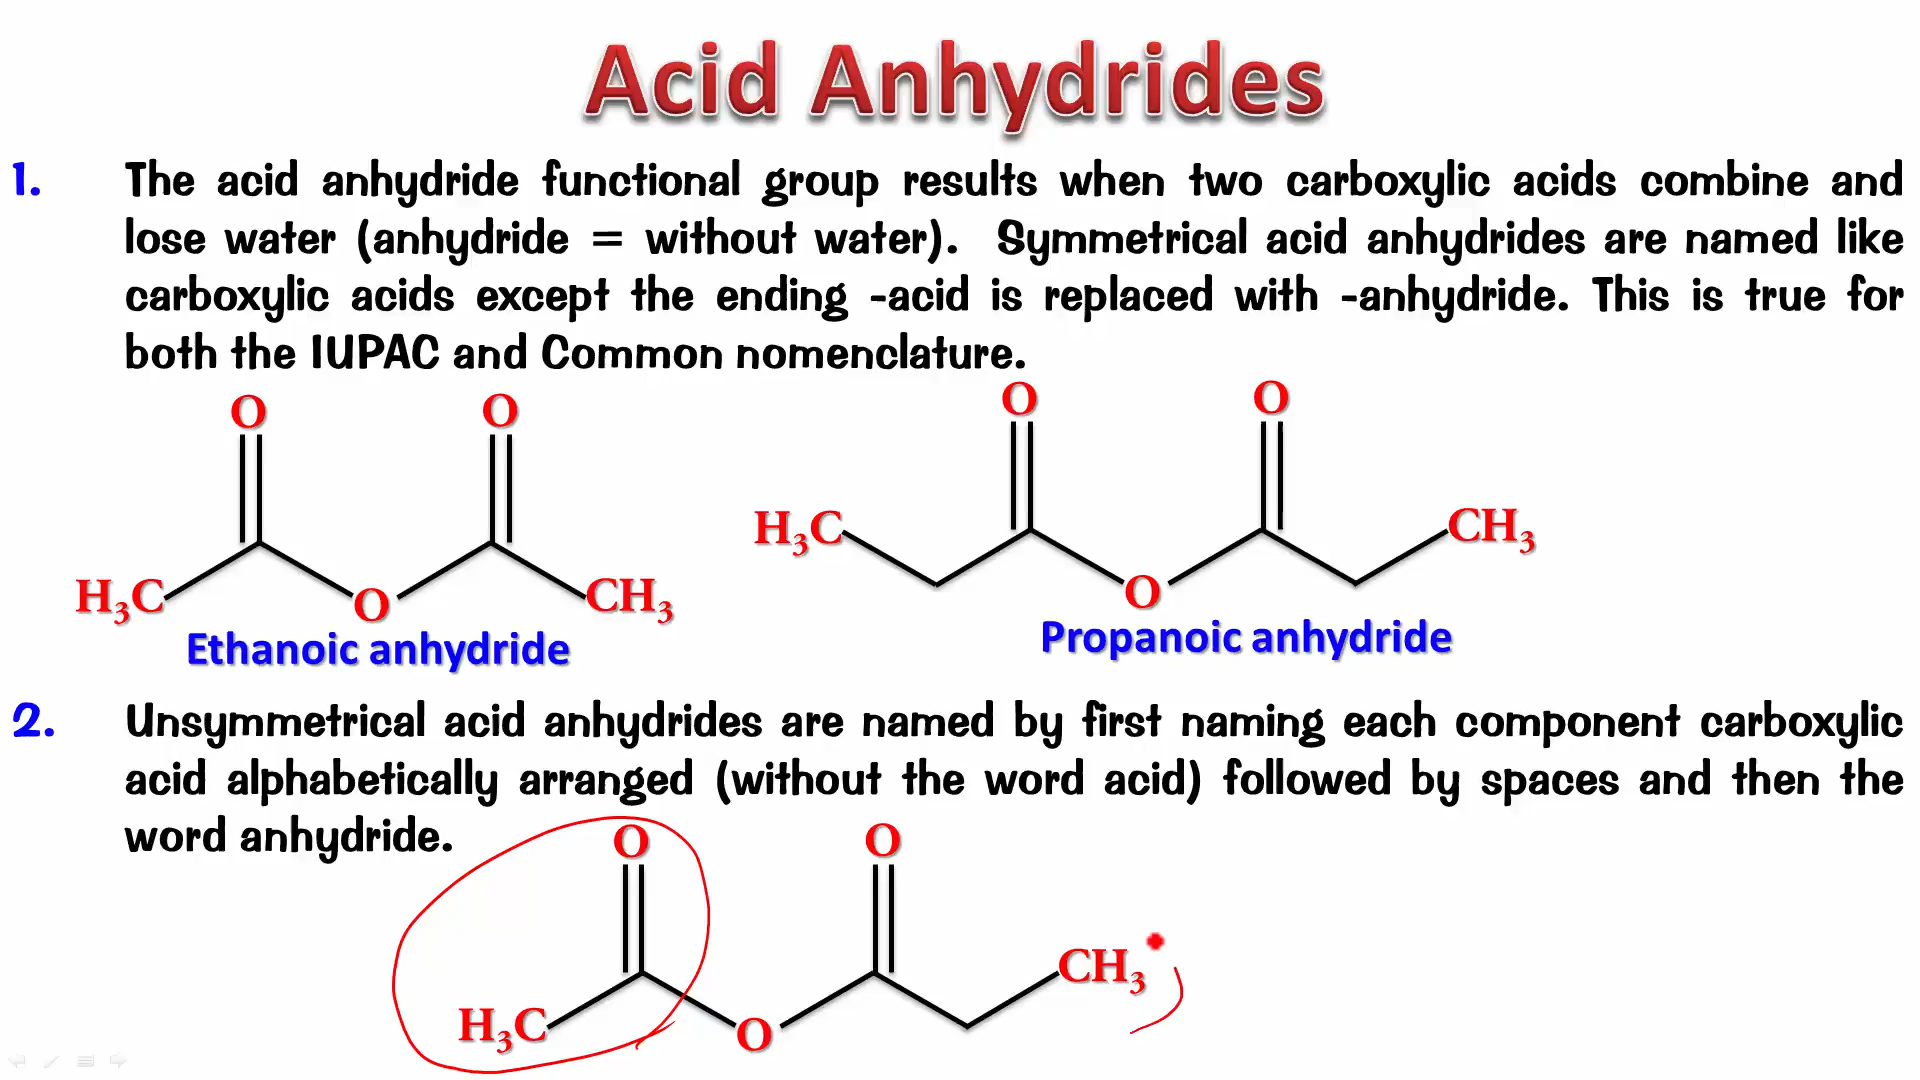 Acid Anhydrides
1. The acid anhydride functional group results when two carboxylic acids combine and
lose water (anhydride = without water). Symmetrical acid anhydrides are named like
carboxylic acids except the ending -acid is replaced with -anhydride. This is true for
both the IUPAC and Common nomenclature.
O O O O
H₃C O CH₃ H₃C O CH₃
Ethanoic anhydride Propanoic anhydride
2. Unsymmetrical acid anhydrides are named by first naming each component carboxylic
acid alphabetically arranged (without the word acid) followed by spaces and then the
word anhydride.
O O
H₃C O CH₃